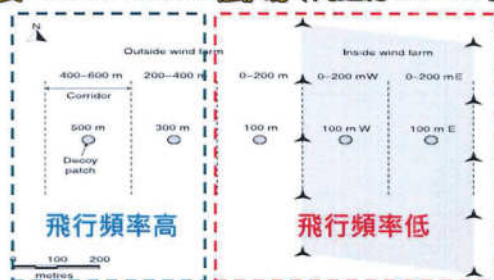 N
Outside wind farm
Inside wind farm
400–600 m
200–400 m
0–200 m
0–200 mW
0–200 mE
Corridor
500 m
300 m
100 m
100 m W
100 m E
Decoy
patch
飛行頻率高
飛行頻率低
0 100 200
metres